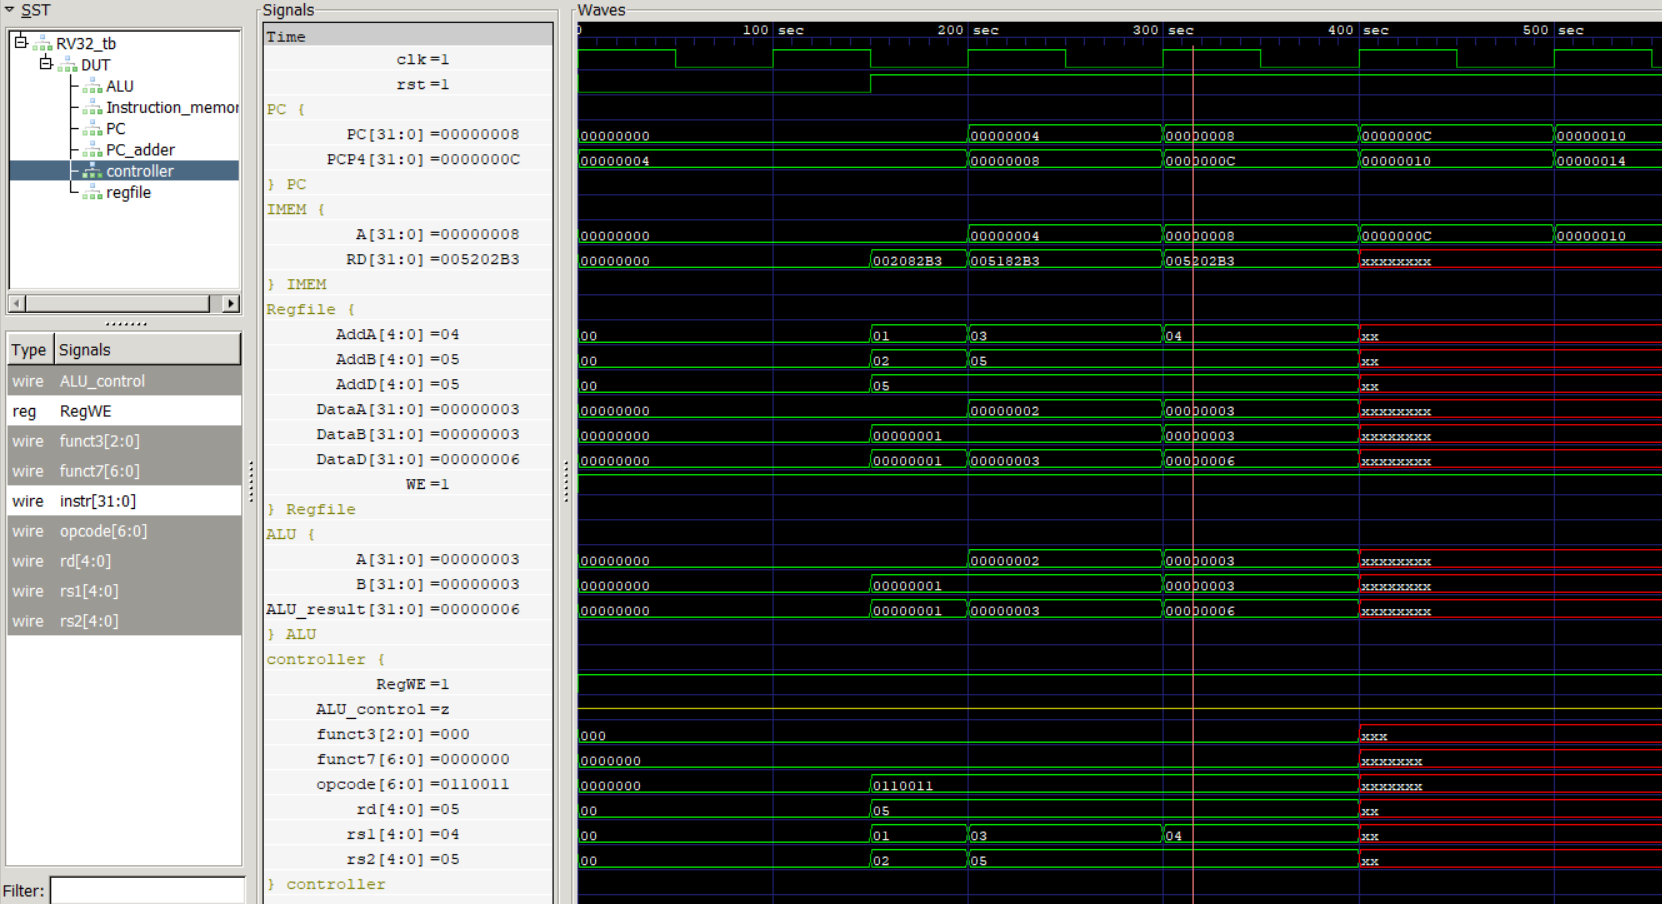 SST
RV32_tb
DUT
ALU
Instruction_memor
PC
PC_adder
controller
regfile
Type Signals
wire ALU_control
reg RegWE
wire funct3[2:0]
wire funct7[6:0]
wire instr[31:0]
wire opcode[6:0]
wire rd[4:0]
wire rs1[4:0]
wire rs2[4:0]
Filter:
Signals
Time
clk=1
rst=1
PC {
PC[31:0] =00000008
PCP4[31:0] =0000000C
} PC
IMEM {
A[31:0] =00000008
RD[31:0] =005202B3
} IMEM
Regfile {
AddA[4:0] =04
AddB[4:0] =05
AddD[4:0] =05
DataA[31:0] =00000003
DataB[31:0] =00000003
DataD[31:0] =00000006
WE=1
} Regfile
ALU {
A[31:0] =00000003
B[31:0] =00000003
ALU_result[31:0] =00000006
} ALU
controller {
RegWE=1
ALU_control=z
funct3[2:0] =000
funct7[6:0] =0000000
opcode[6:0] =0110011
rd[4:0] =05
rs1[4:0] =04
rs2[4:0] =05
} controller
Waves
0 100 sec 200 sec 300 sec 400 sec 500 sec
00000000 00000004 00000008 0000000C 00000010
00000004 00000008 0000000C 00000010 00000014
00000000 00000004 00000008 0000000C 00000010
00000000 002082B3 005182B3 005202B3 xxxxxxxx
00 01 03 04 xx
00 02 05 xx
00 05 xx
00000000 00000002 00000003 xxxxxxxx
00000000 00000001 00000003 xxxxxxxx
00000000 00000001 00000003 00000006 xxxxxxxx
00000000 00000002 00000003 xxxxxxxx
00000000 00000001 00000003 xxxxxxxx
00000000 00000001 00000003 00000006 xxxxxxxx
000 xxx
0000000 xxxxxxx
0000000 0110011 xxxxxxx
00 05 xx
00 01 03 04 xx
00 02 05 xx